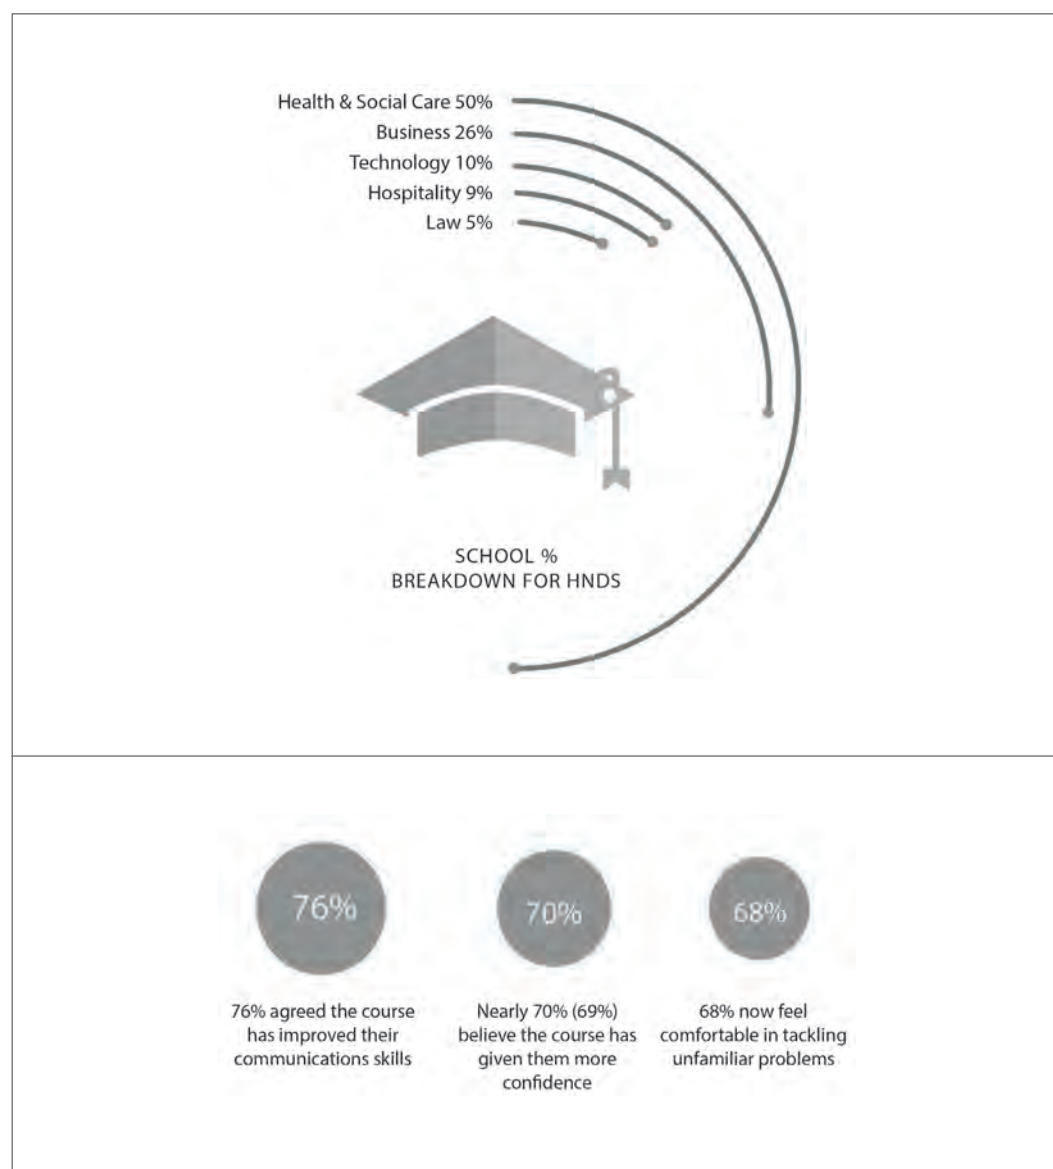 Health & Social Care 50%
Business 26%
Technology 10%
Hospitality 9%
Law 5%
SCHOOL %
BREAKDOWN FOR HNDS
76%
70%
68%
76% agreed the course
has improved their
communications skills
Nearly 70% (69%)
believe the course has
given them more
confidence
68% now feel
comfortable in tackling
unfamiliar problems